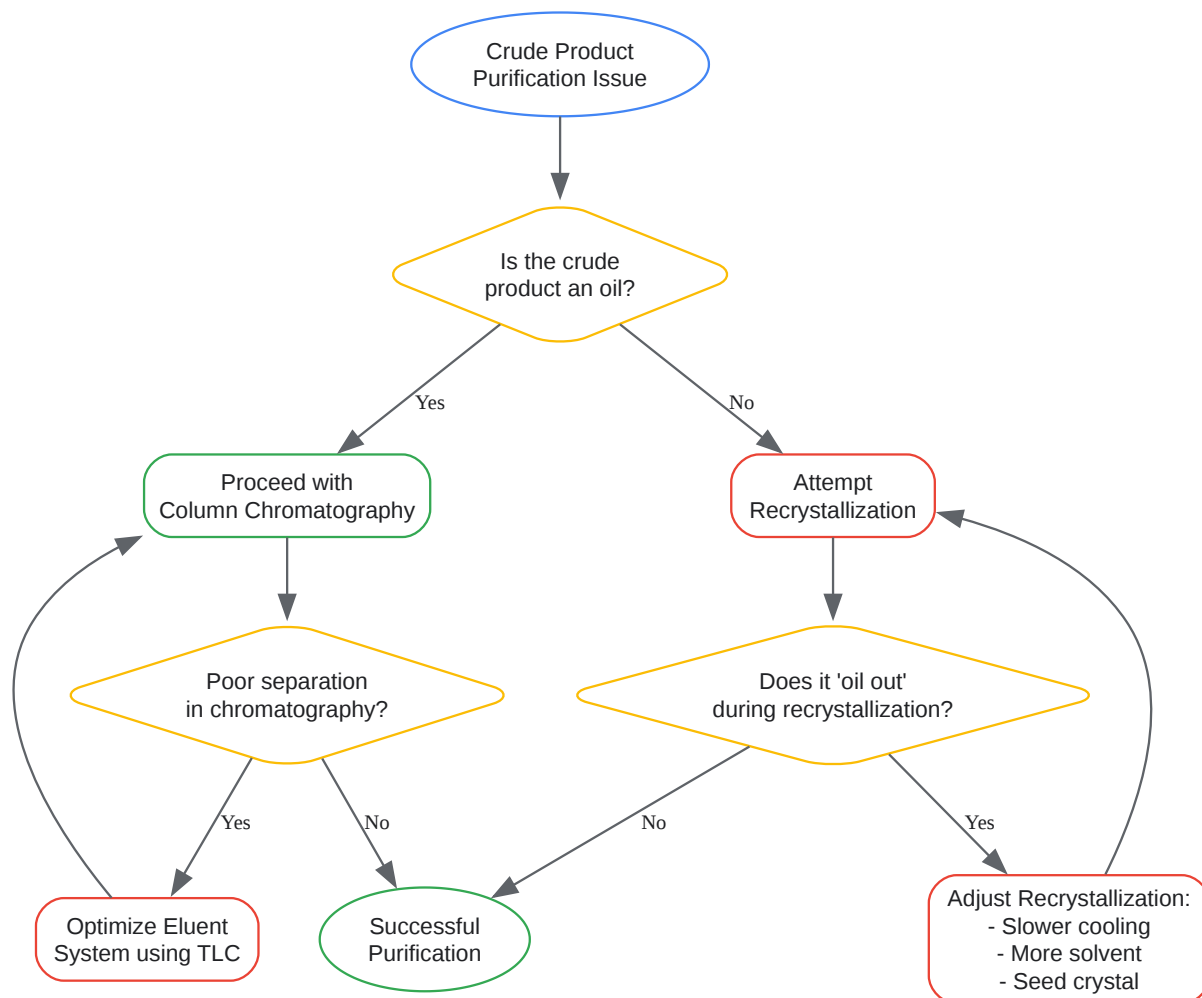 Crude Product
Purification Issue
Is the crude
product an oil?
Yes
No
Proceed with
Column Chromatography
Attempt
Recrystallization
Poor separation
in chromatography?
Does it 'oil out'
during recrystallization?
Yes
No
No
Yes
Optimize Eluent
System using TLC
Successful
Purification
Adjust Recrystallization:
- Slower cooling
- More solvent
- Seed crystal